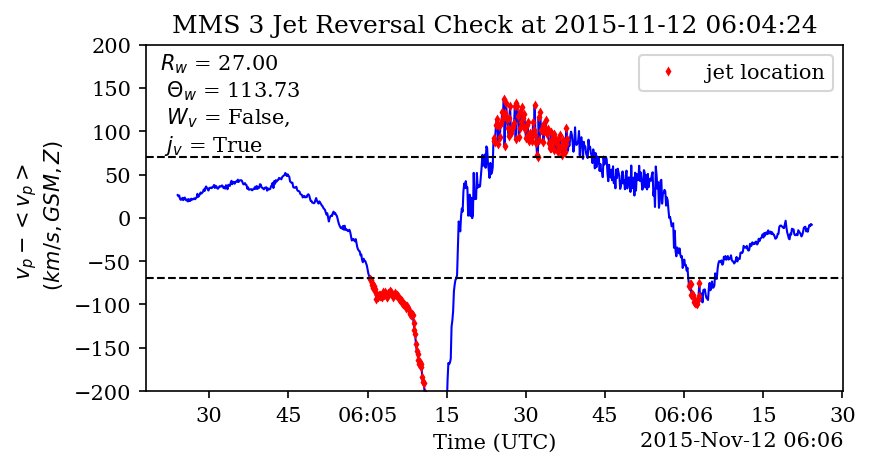 MMS 3 Jet Reversal Check at 2015-11-12 06:04:24
R_w = 27.00
Θ_w = 113.73
W_v = False,
j_v = True
jet location
v_p − < v_p >
(km/s, GSM, Z)
200
150
100
50
0
−50
−100
−150
−200
30 45 06:05 15 30 45 06:06 15 30
Time (UTC)
2015-Nov-12 06:06